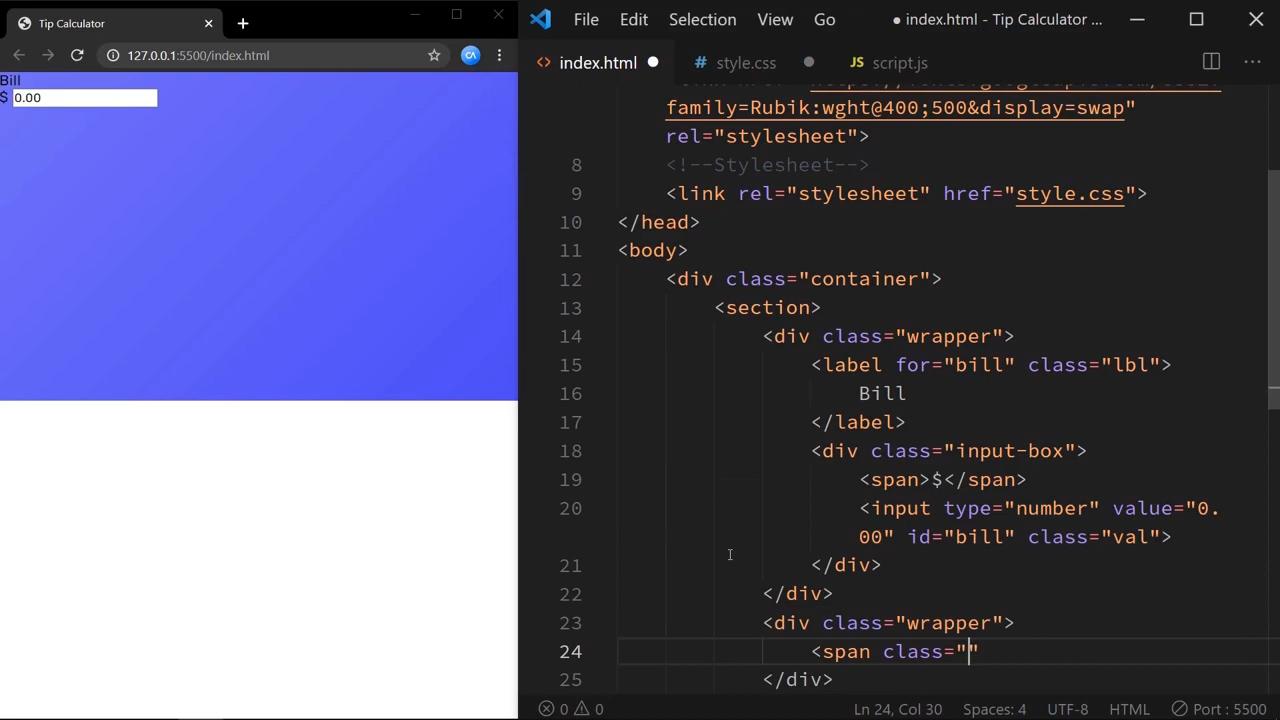 Tip Calculator
127.0.0.1:5500/index.html
CA
Bill
$ 0.00
File Edit Selection View Go
● index.html - Tip Calculator ...
<> index.html ●
# style.css ●
JS script.js
family=Rubik:wght@400;500&display=swap"
rel="stylesheet">
8 <!--Stylesheet-->
9 <link rel="stylesheet" href="style.css">
10 </head>
11 <body>
12 <div class="container">
13 <section>
14 <div class="wrapper">
15 <label for="bill" class="lbl">
16 Bill
17 </label>
18 <div class="input-box">
19 <span>$</span>
20 <input type="number" value="0.
00" id="bill" class="val">
21 </div>
22 </div>
23 <div class="wrapper">
24 <span class=""
25 </div>
0 0
Ln 24, Col 30 Spaces: 4 UTF-8 HTML Port : 5500